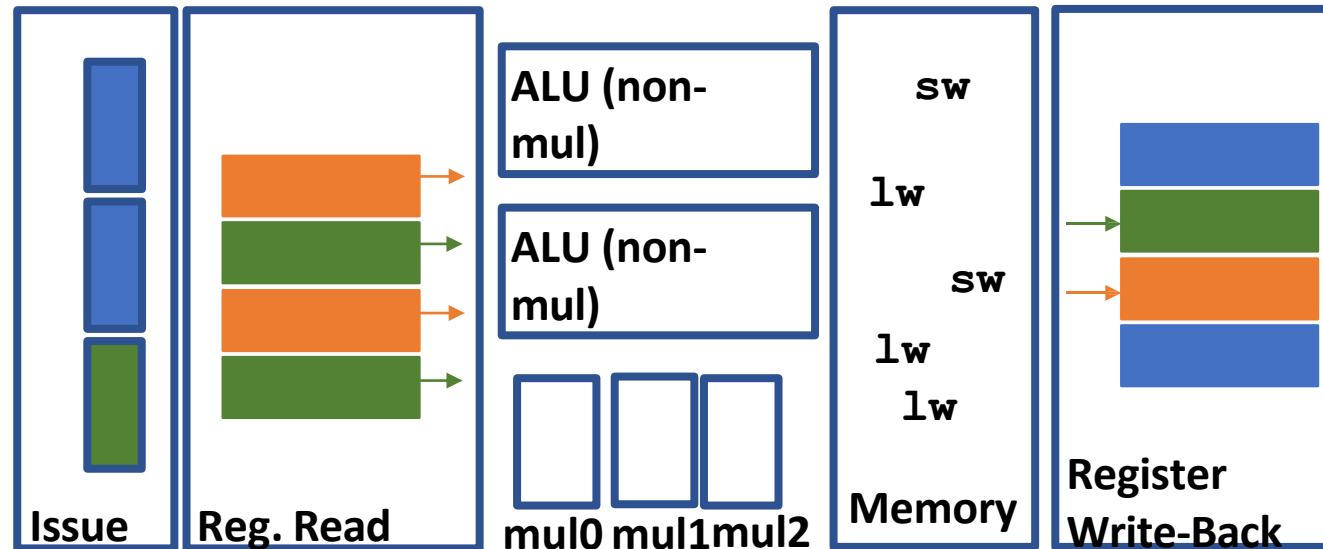 ALU (non-
mul)
ALU (non-
mul)
sw
lw
sw
lw
lw
Issue
Reg. Read
mul0
mul1
mul2
Memory
Register
Write-Back